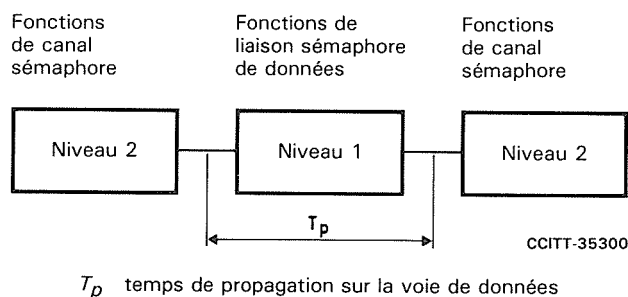 Fonctions
de canal
sémaphore
Fonctions de
liaison sémaphore
de données
Fonctions
de canal
sémaphore
Niveau 2
Niveau 1
Niveau 2
Tp
CCITT-35300
Tp temps de propagation sur la voie de données